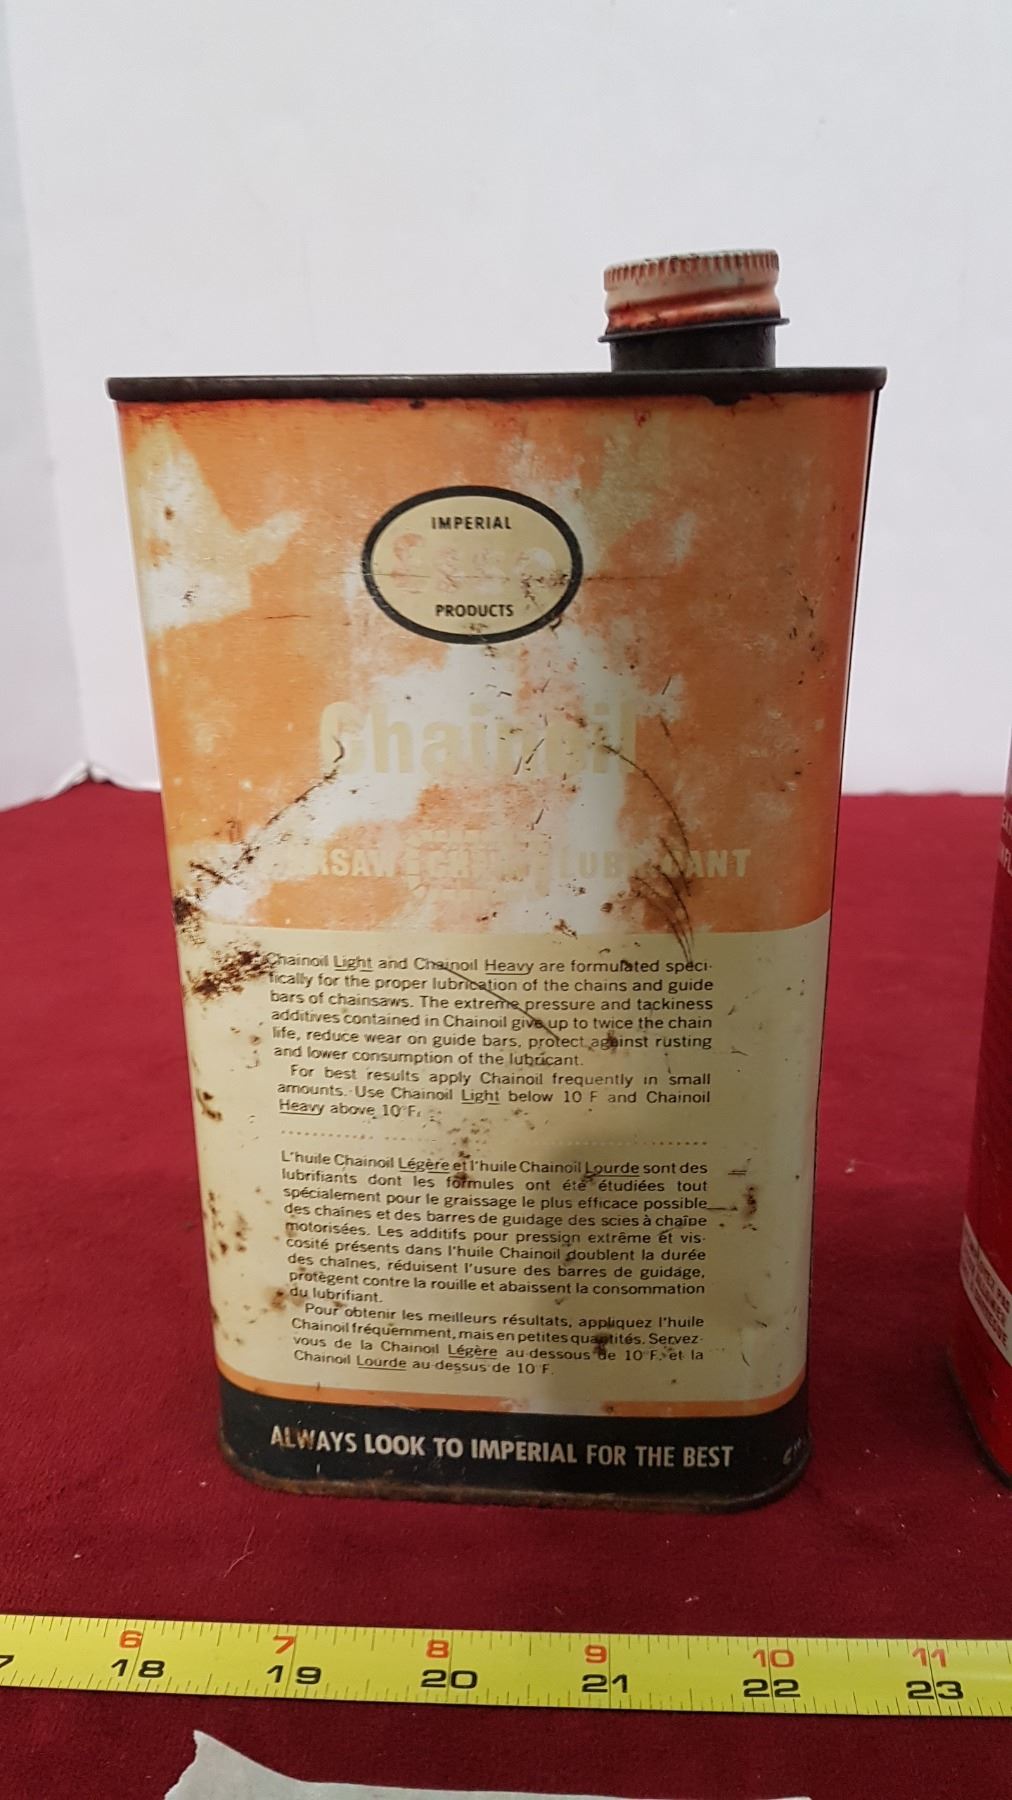 IMPERIAL
Esso
PRODUCTS
Chainoil
LUBRICANT
Chainoil Light and Chainoil Heavy are formulated speci-
fically for the proper lubrication of the chains and guide
bars of chainsaws. The extreme pressure and tackiness
additives contained in Chainoil give up to twice the chain
life, reduce wear on guide bars, protect against rusting
and lower consumption of the lubricant.
For best results apply Chainoil frequently in small
amounts. Use Chainoil Light below 10 F and Chainoil
Heavy above 10°F.
L'huile Chainoil Légère et l'huile Chainoil Lourde sont des
lubrifiants dont les formules ont été étudiées tout
spécialement pour le graissage le plus efficace possible
des chaînes et des barres de guidage des scies à chaîne
motorisées. Les additifs pour pression extrême et vis-
cosité présents dans l'huile Chainoil doublent la durée
des chaînes, réduisent l'usure des barres de guidage,
protègent contre la rouille et abaissent la consommation
du lubrifiant.
Pour obtenir les meilleurs résultats, appliquez l'huile
Chainoil fréquemment, mais en petites quantités. Servez-
vous de la Chainoil Légère au-dessous de 10°F. et la
Chainoil Lourde au-dessus de 10 F.
ALWAYS LOOK TO IMPERIAL FOR THE BEST
6 7 8 9 10 11
18 19 20 21 22 23